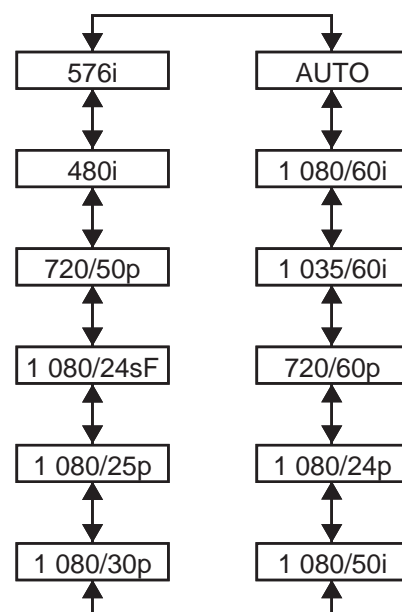 576i
AUTO
480i
1 080/60i
720/50p
1 035/60i
1 080/24sF
720/60p
1 080/25p
1 080/24p
1 080/30p
1 080/50i